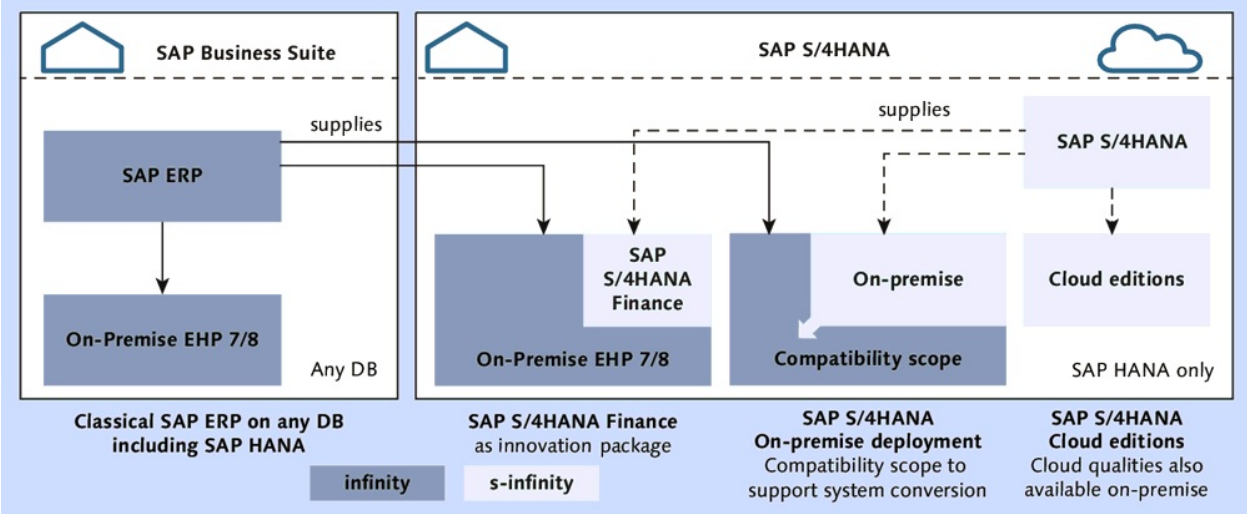 SAP Business Suite
SAP S/4HANA
supplies
supplies
SAP ERP
SAP S/4HANA
SAP
S/4HANA
Finance
On-premise
Cloud editions
On-Premise EHP 7/8
On-Premise EHP 7/8
Compatibility scope
Any DB
SAP HANA only
Classical SAP ERP on any DB
including SAP HANA
SAP S/4HANA Finance
as innovation package
SAP S/4HANA
On-premise deployment
Compatibility scope to
support system conversion
SAP S/4HANA
Cloud editions
Cloud qualities also
available on-premise
infinity
s-infinity